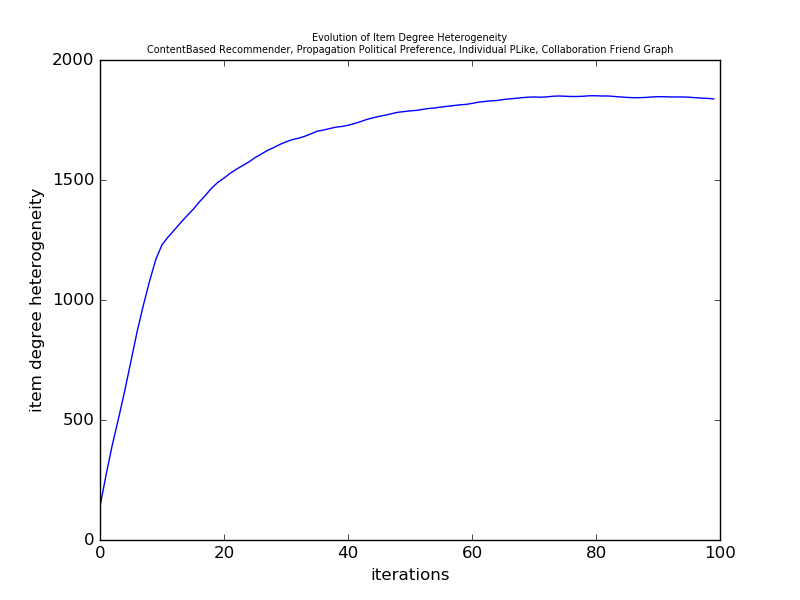 Evolution of Item Degree Heterogeneity
ContentBased Recommender, Propagation Political Preference, Individual PLike, Collaboration Friend Graph
2000
1500
1000
500
0
item degree heterogeneity
0 20 40 60 80 100
iterations